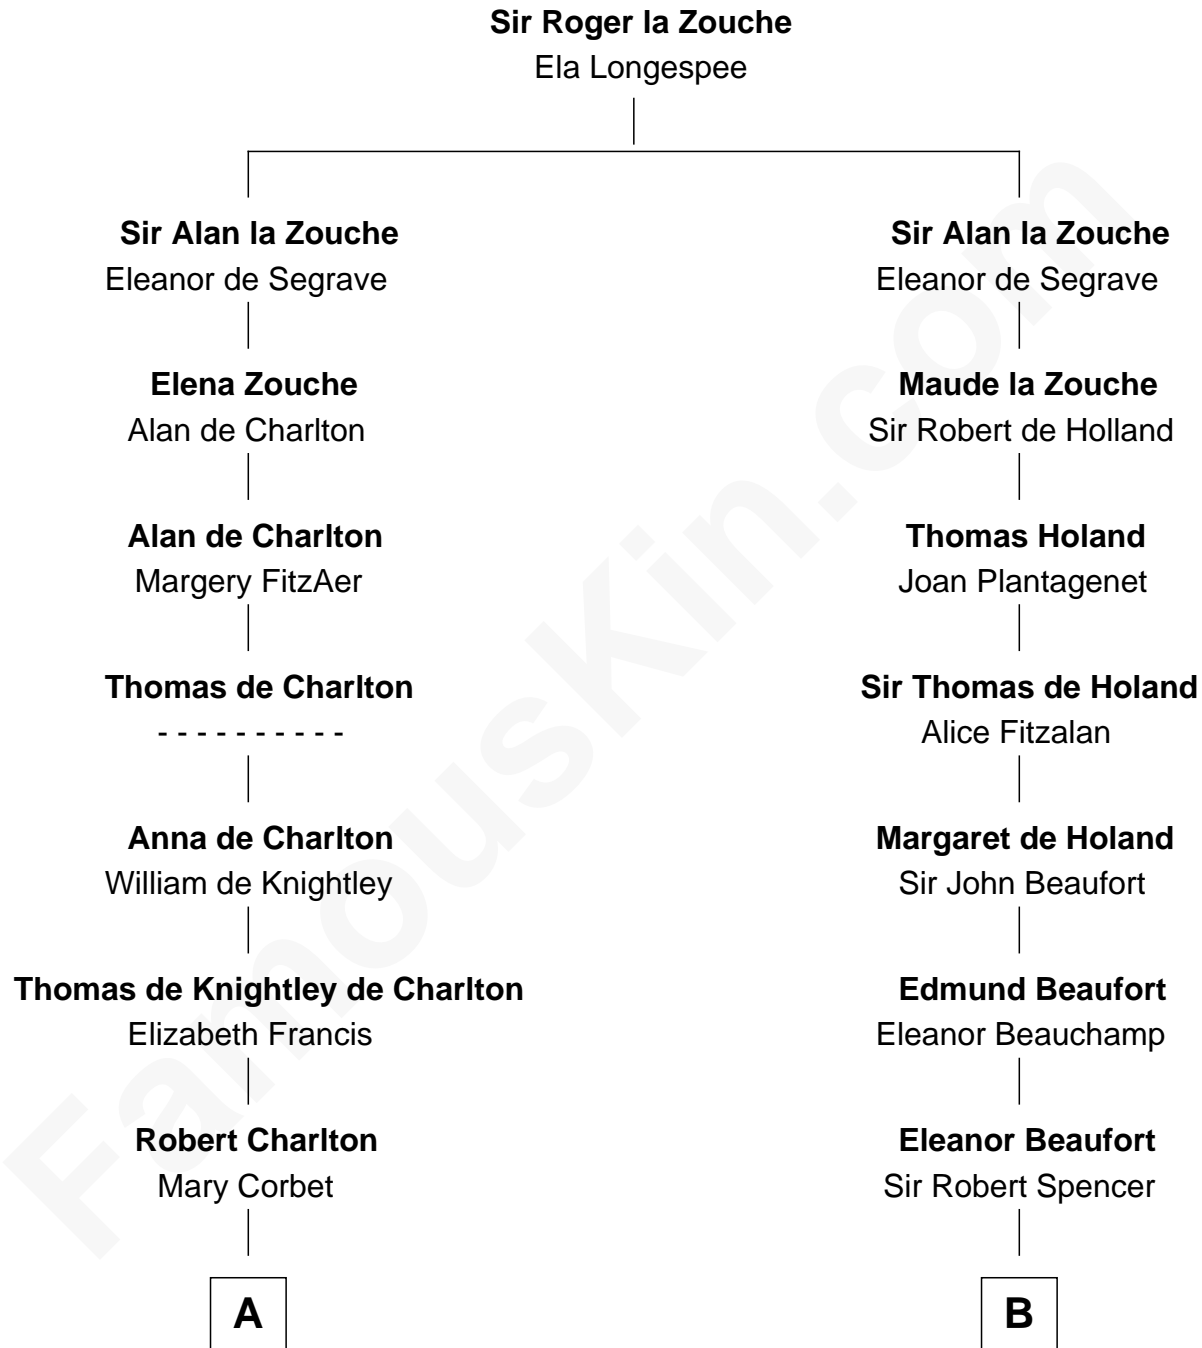 Sir Roger la Zouche
Ela Longespee
Sir Alan la Zouche
Eleanor de Segrave
Elena Zouche
Alan de Charlton
Alan de Charlton
Margery FitzAer
Thomas de Charlton
- - - - - - - - - -
Anna de Charlton
William de Knightley
Thomas de Knightley de Charlton
Elizabeth Francis
Robert Charlton
Mary Corbet
A
Sir Alan la Zouche
Eleanor de Segrave
Maude la Zouche
Sir Robert de Holland
Thomas Holand
Joan Plantagenet
Sir Thomas de Holand
Alice Fitzalan
Margaret de Holand
Sir John Beaufort
Edmund Beaufort
Eleanor Beauchamp
Eleanor Beaufort
Sir Robert Spencer
B
FamousKin.com